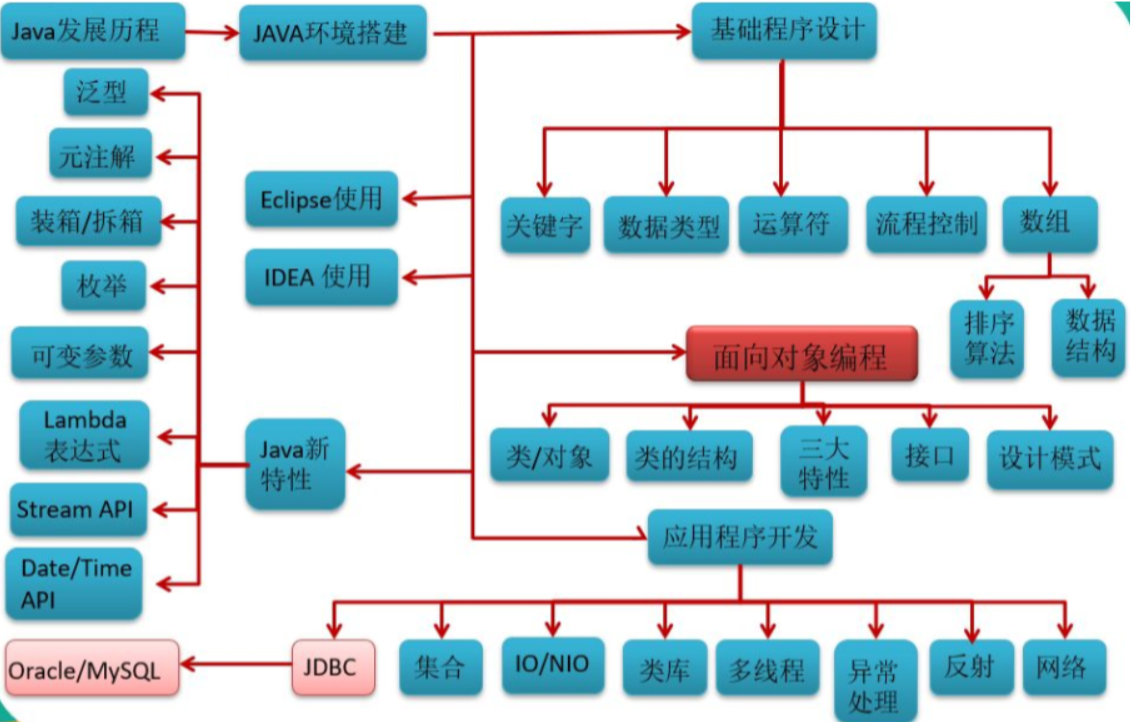 Java发展历程
JAVA环境搭建
基础程序设计
泛型
元注解
装箱/拆箱
枚举
可变参数
Lambda
表达式
Stream API
Date/Time
API
Eclipse使用
IDEA 使用
Java新
特性
关键字
数据类型
运算符
流程控制
数组
排序
算法
数据
结构
面向对象编程
类/对象
类的结构
三大
特性
接口
设计模式
应用程序开发
Oracle/MySQL
JDBC
集合
IO/NIO
类库
多线程
异常
处理
反射
网络